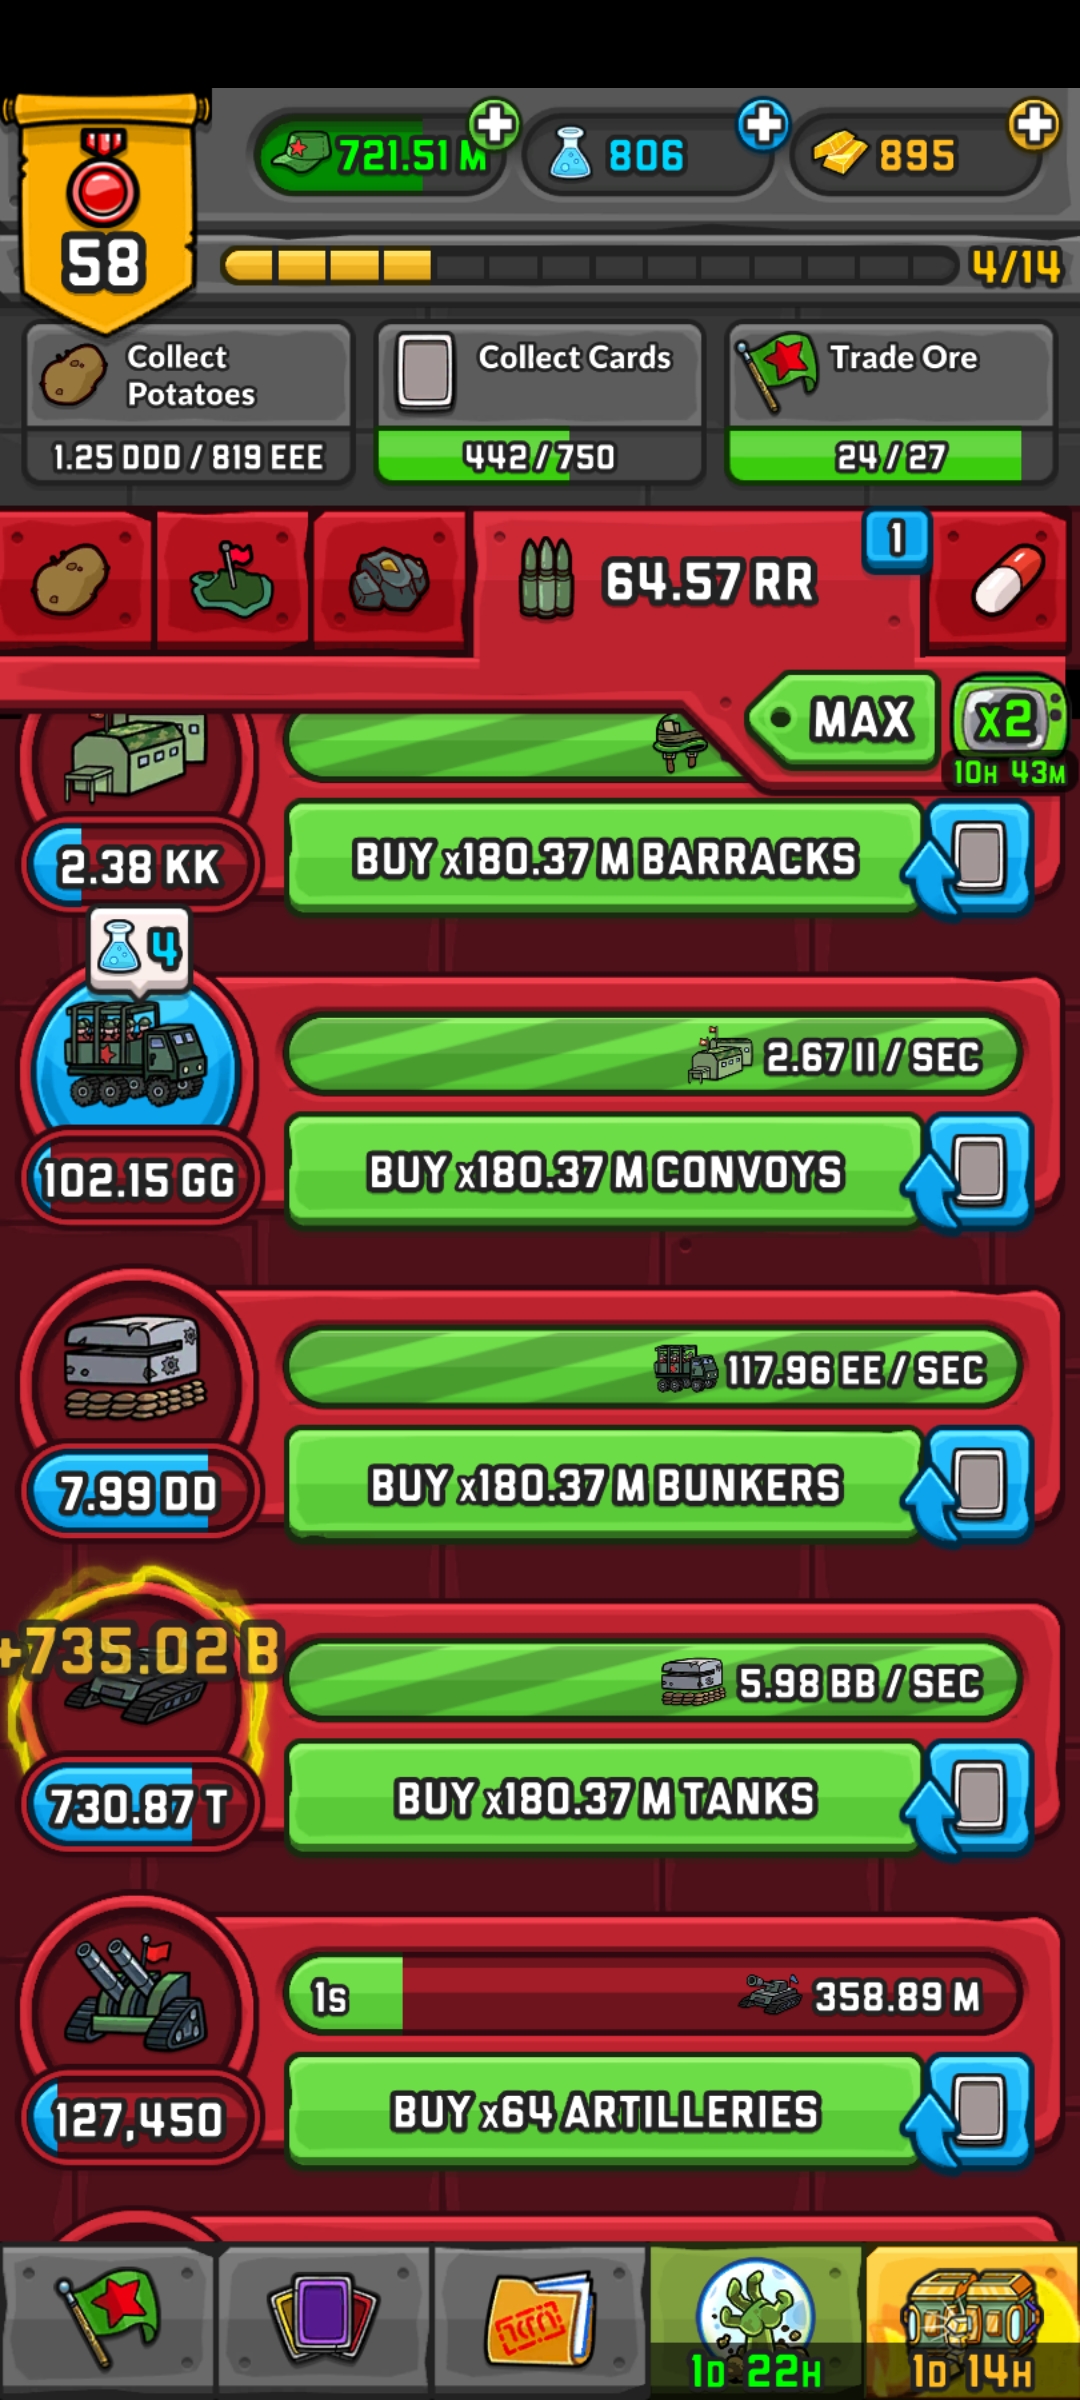 721.51 M
806
895
58
4/14
Collect
Potatoes
1.25 DDD / 819 EEE
Collect Cards
442/750
Trade Ore
24/27
64.57 RR
1
MAX
x2
10H 43M
2.38 KK
BUY x180.37 M BARRACKS
4
2.67 II / SEC
102.15 GG
BUY x180.37 M CONVOYS
117.96 EE / SEC
7.99 DD
BUY x180.37 M BUNKERS
+735.02 B
5.98 BB / SEC
730.87 T
BUY x180.37 M TANKS
1s
358.89 M
127,450
BUY x64 ARTILLERIES
1D 22H
1D 14H